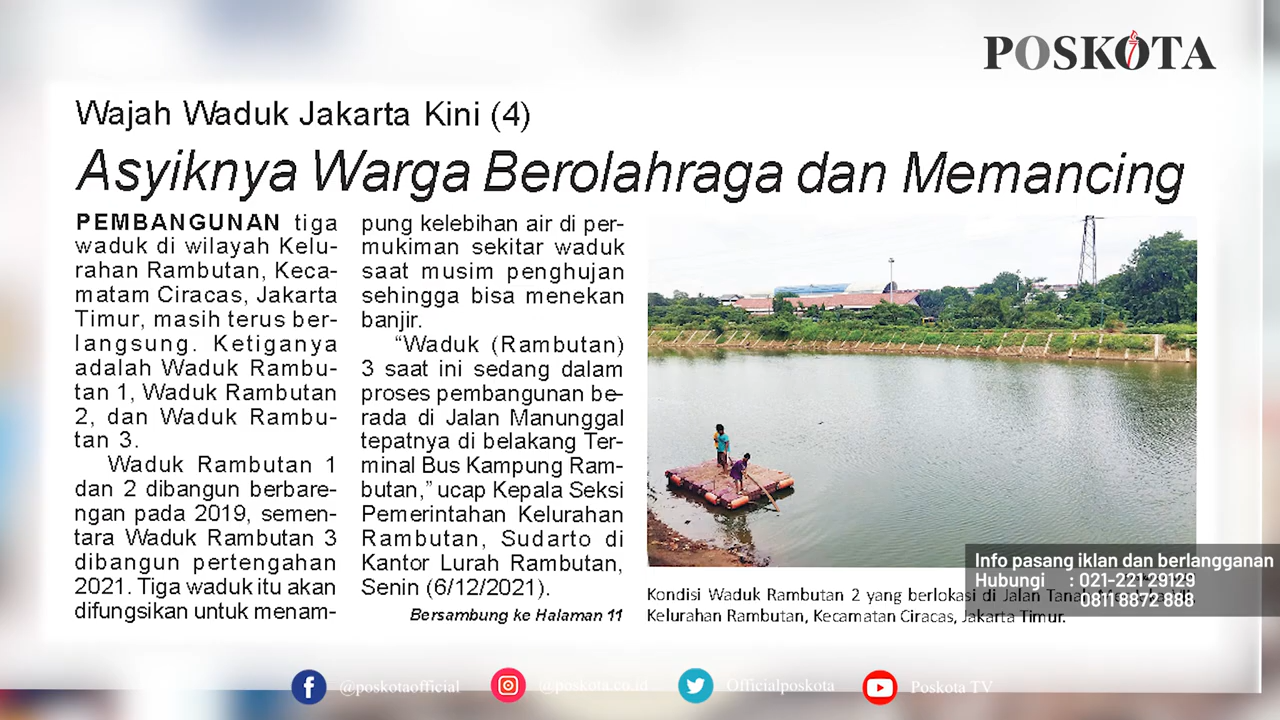 POSKOTA
Wajah Waduk Jakarta Kini (4)
Asyiknya Warga Berolahraga dan Memancing
PEMBANGUNAN tiga
waduk di wilayah Kelu-
rahan Rambutan, Keca-
matam Ciracas, Jakarta
Timur, masih terus ber-
langsung. Ketiganya
adalah Waduk Rambu-
tan 1, Waduk Rambutan
2, dan Waduk Rambu-
tan 3.
Waduk Rambutan 1
dan 2 dibangun berbare-
ngan pada 2019, semen-
tara Waduk Rambutan 3
dibangun pertengahan
2021. Tiga waduk itu akan
difungsikan untuk menam-
pung kelebihan air di per-
mukiman sekitar waduk
saat musim penghujan
sehingga bisa menekan
banjir.
“Waduk (Rambutan)
3 saat ini sedang dalam
proses pembangunan be-
rada di Jalan Manunggal
tepatnya di belakang Ter-
minal Bus Kampung Ram-
butan,” ucap Kepala Seksi
Pemerintahan Kelurahan
Rambutan, Sudarto di
Kantor Lurah Rambutan,
Senin (6/12/2021).
Bersambung ke Halaman 11
Kondisi Waduk Rambutan 2 yang berlokasi di Jalan
Kelurahan Rambutan, Kecamatan Ciracas, Jakarta Timur.
Info pasang iklan dan berlangganan
Hubungi : 021-221 29129
0811 8872 888
@poskotaofficial
@poskota.co.id
Officialposkota
Poskota TV